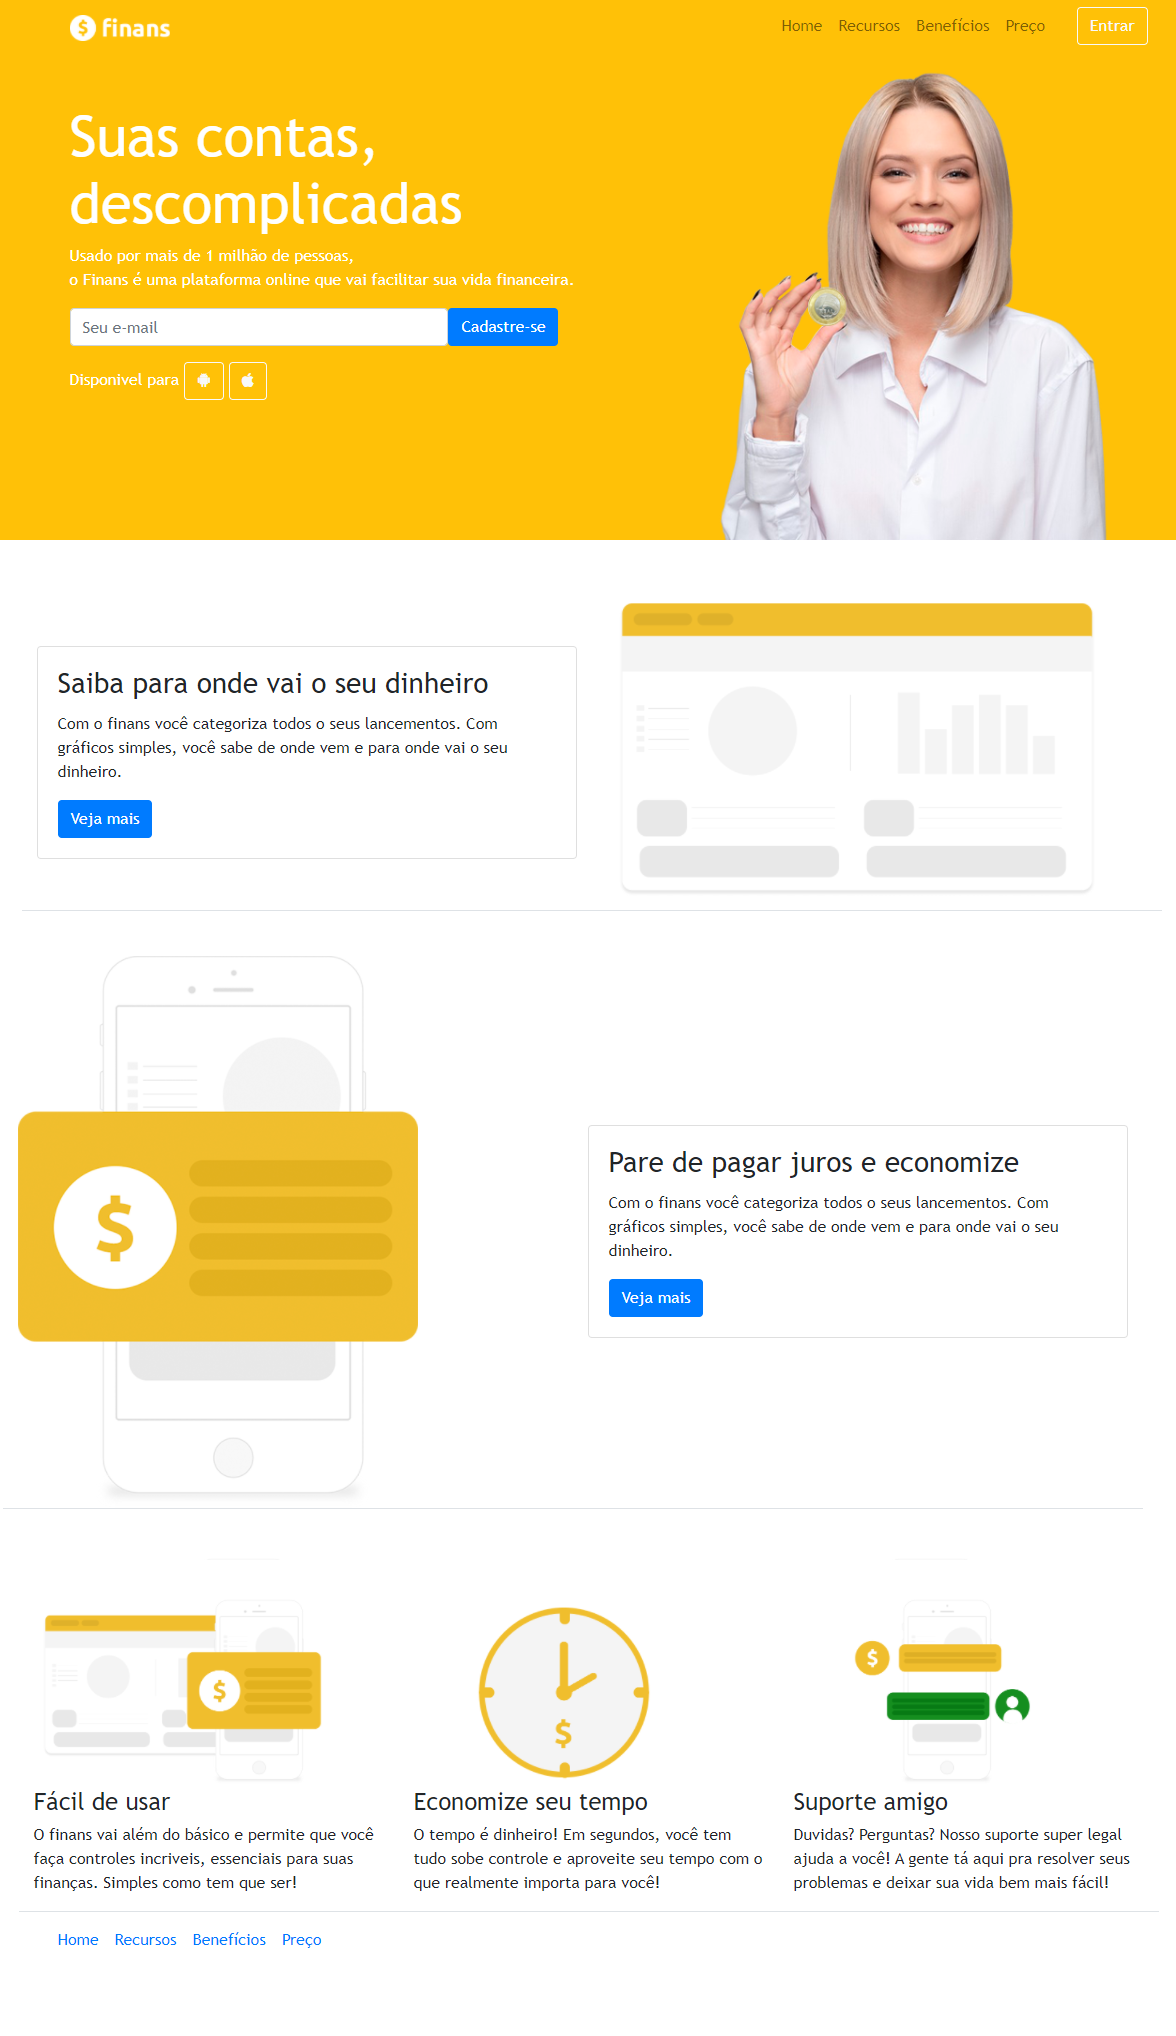 $ finans
Home Recursos Benefícios Preço Entrar
Suas contas,
descomplicadas
Usado por mais de 1 milhão de pessoas,
o Finans é uma plataforma online que vai facilitar sua vida financeira.
Seu e-mail Cadastre-se
Disponivel para
Saiba para onde vai o seu dinheiro
Com o finans você categoriza todos o seus lancementos. Com
gráficos simples, você sabe de onde vem e para onde vai o seu
dinheiro.
Veja mais
$
Pare de pagar juros e economize
Com o finans você categoriza todos o seus lancementos. Com
gráficos simples, você sabe de onde vem e para onde vai o seu
dinheiro.
Veja mais
$
Fácil de usar
O finans vai além do básico e permite que você
faça controles incriveis, essenciais para suas
finanças. Simples como tem que ser!
$
Economize seu tempo
O tempo é dinheiro! Em segundos, você tem
tudo sobe controle e aproveite seu tempo com o
que realmente importa para você!
$
Suporte amigo
Duvidas? Perguntas? Nosso suporte super legal
ajuda a você! A gente tá aqui pra resolver seus
problemas e deixar sua vida bem mais fácil!
Home Recursos Benefícios Preço